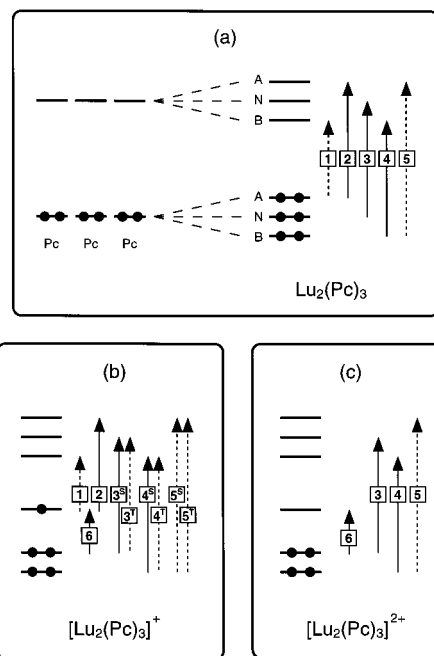 (a)
A
N
B
1 2 3 4 5
A
N
B
Pc Pc Pc
Lu₂(Pc)₃
(b)
1 2 3ˢ 4ˢ 5ˢ
3ᵀ 4ᵀ 5ᵀ
6
[Lu₂(Pc)₃]⁺
(c)
3 4 5
6
[Lu₂(Pc)₃]²⁺